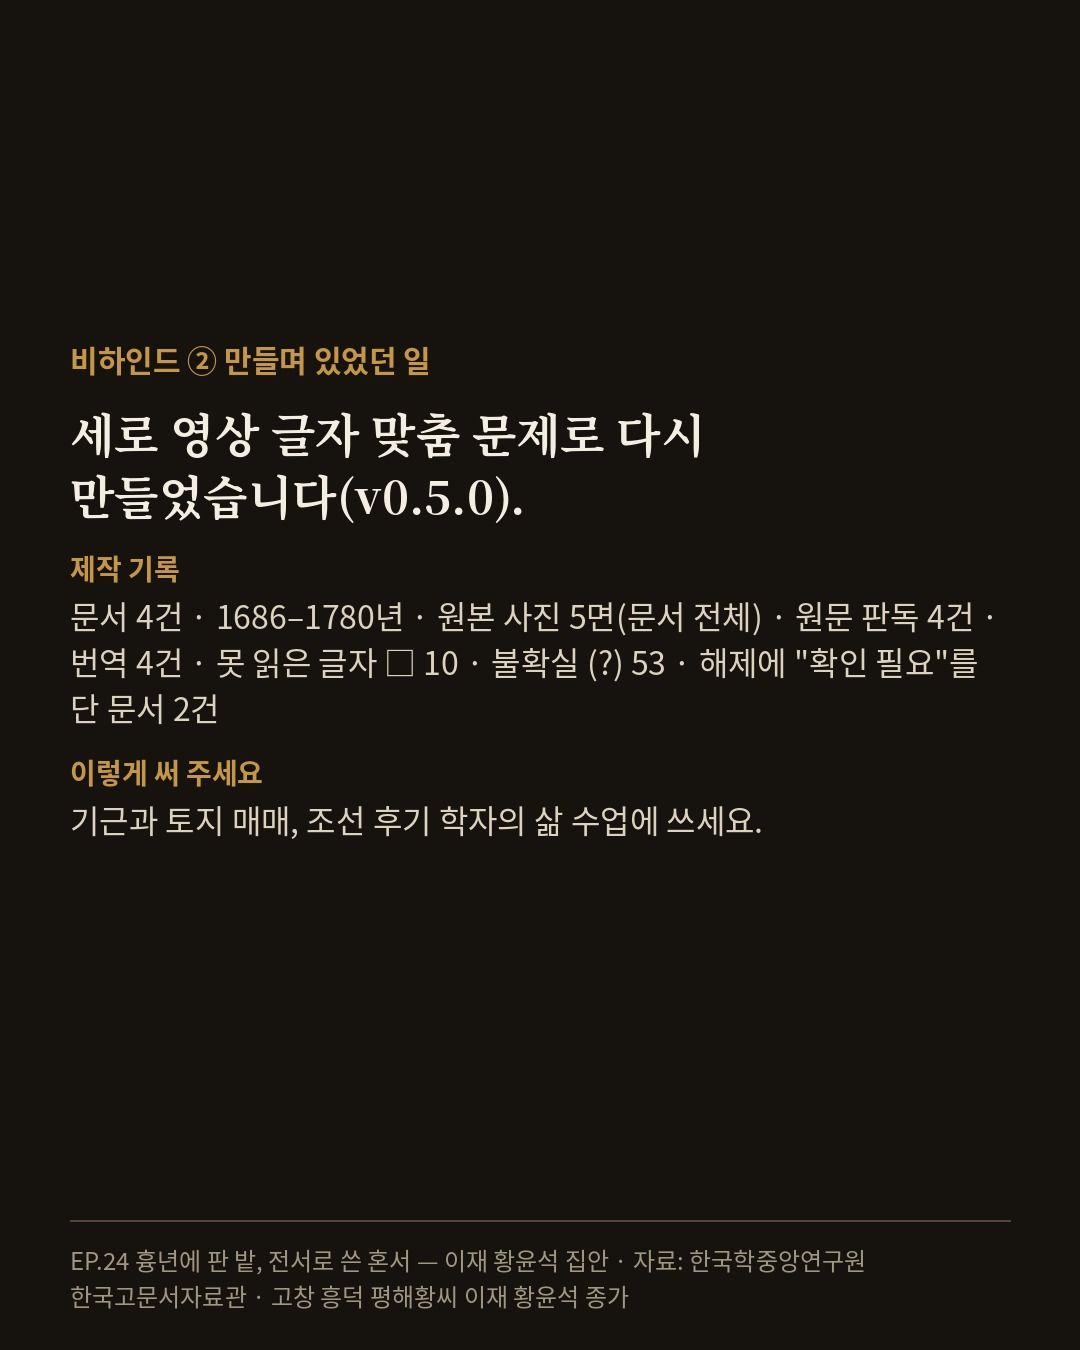 비하인드 ② 만들며 있었던 일
세로 영상 글자 맞춤 문제로 다시
만들었습니다(v0.5.0).
제작 기록
문서 4건 · 1686–1780년 · 원본 사진 5면(문서 전체) · 원문 판독 4건 ·
번역 4건 · 못 읽은 글자 □ 10 · 불확실 (?) 53 · 해제에 "확인 필요"를
단 문서 2건
이렇게 써 주세요
기근과 토지 매매, 조선 후기 학자의 삶 수업에 쓰세요.
EP.24 흉년에 판 밭, 전서로 쓴 혼서 — 이재 황윤석 집안 · 자료: 한국학중앙연구원
한국고문서자료관 · 고창 흥덕 평해황씨 이재 황윤석 종가